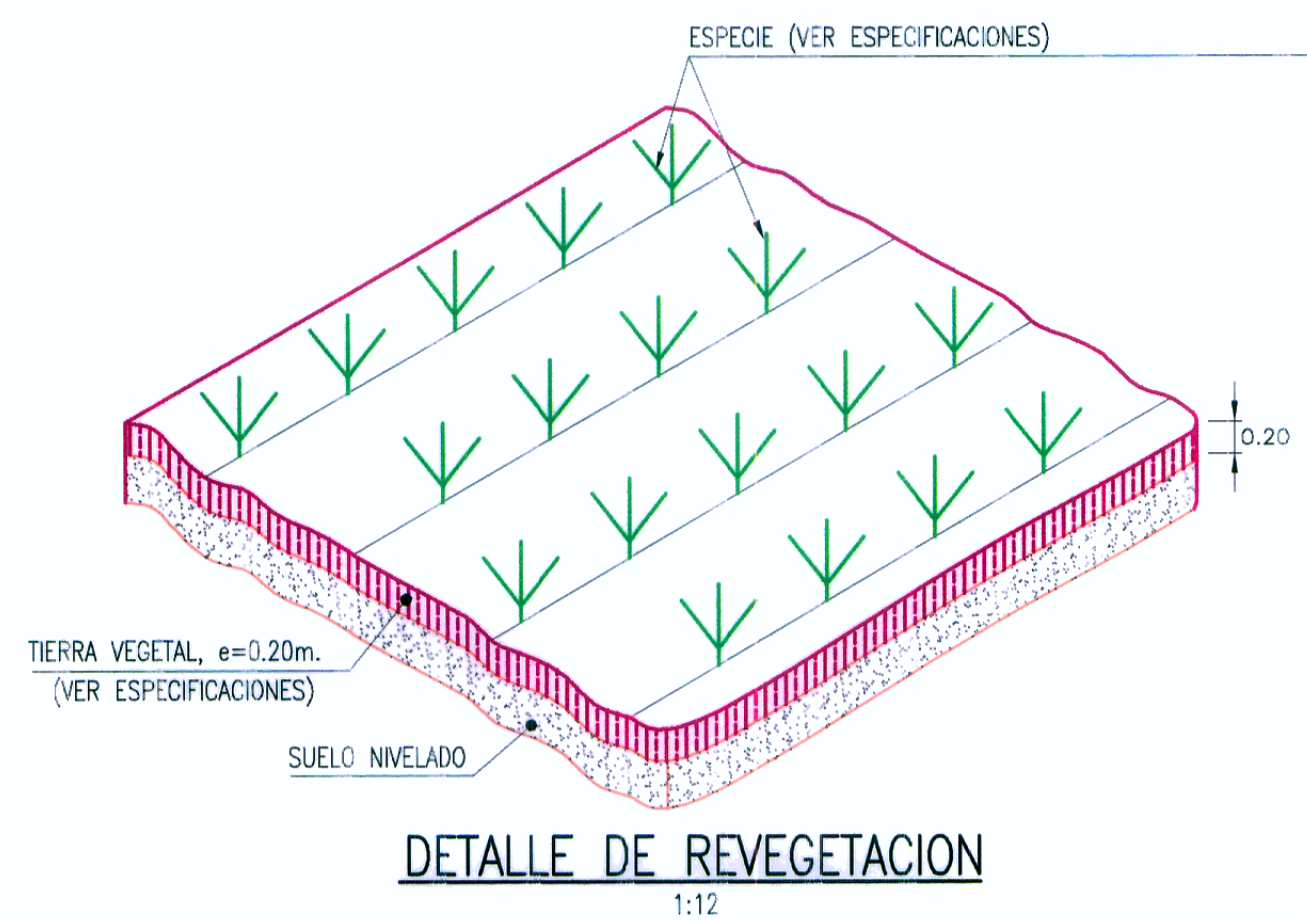 ESPECIE (VER ESPECIFICACIONES)
0.20
TIERRA VEGETAL, e=0.20m.
(VER ESPECIFICACIONES)
SUELO NIVELADO
DETALLE DE REVEGETACION
1:12